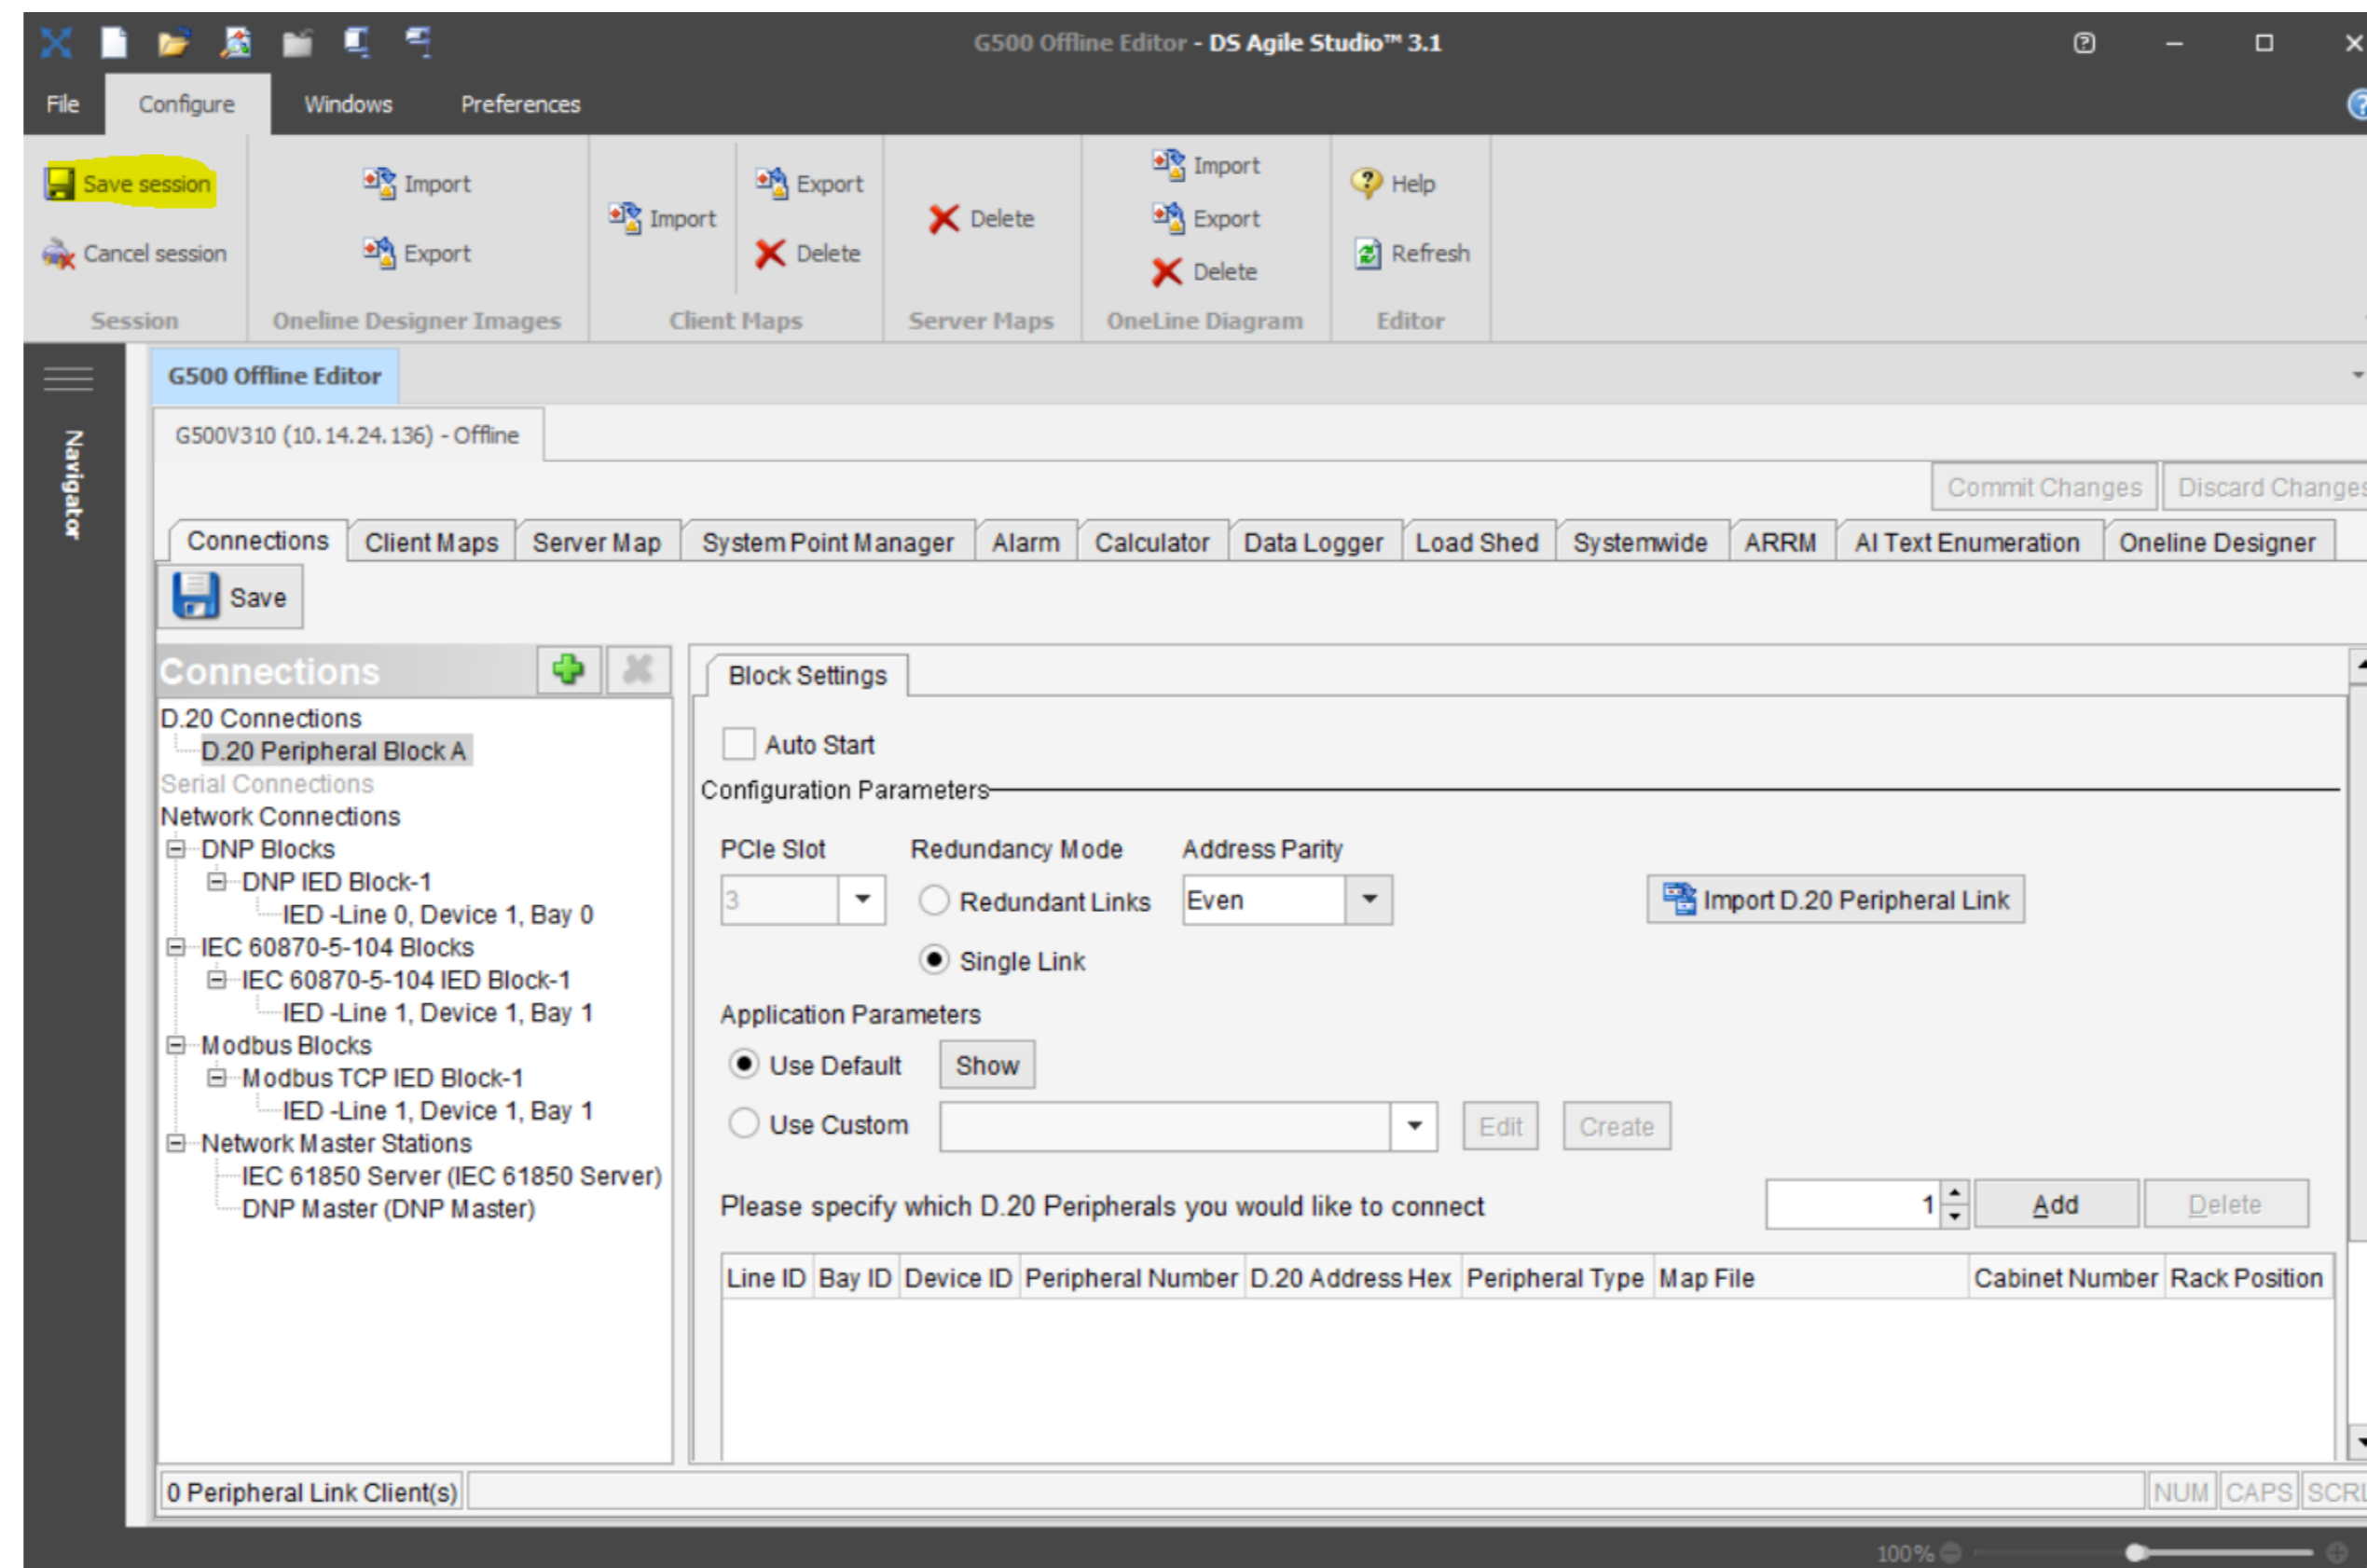 G500 Offline Editor - DS Agile Studio™ 3.1
File Configure Windows Preferences
Save session
Cancel session
Session
Import
Export
Oneline Designer Images
Import
Export
Delete
Client Maps
Delete
Server Maps
Import
Export
Delete
OneLine Diagram
Help
Refresh
Editor
Navigator
G500 Offline Editor
G500V310 (10.14.24.136) - Offline
Commit Changes Discard Changes
Connections Client Maps Server Map System Point Manager Alarm Calculator Data Logger Load Shed Systemwide ARRM AI Text Enumeration Oneline Designer
Save
Connections
D.20 Connections
D.20 Peripheral Block A
Serial Connections
Network Connections
DNP Blocks
DNP IED Block-1
IED -Line 0, Device 1, Bay 0
IEC 60870-5-104 Blocks
IEC 60870-5-104 IED Block-1
IED -Line 1, Device 1, Bay 1
Modbus Blocks
Modbus TCP IED Block-1
IED -Line 1, Device 1, Bay 1
Network Master Stations
IEC 61850 Server (IEC 61850 Server)
DNP Master (DNP Master)
Block Settings
Auto Start
Configuration Parameters
PCIe Slot Redundancy Mode Address Parity
3 Redundant Links Even Import D.20 Peripheral Link
Single Link
Application Parameters
Use Default Show
Use Custom Edit Create
Please specify which D.20 Peripherals you would like to connect 1 Add Delete
Line ID Bay ID Device ID Peripheral Number D.20 Address Hex Peripheral Type Map File Cabinet Number Rack Position
0 Peripheral Link Client(s) NUM CAPS SCRL
100%